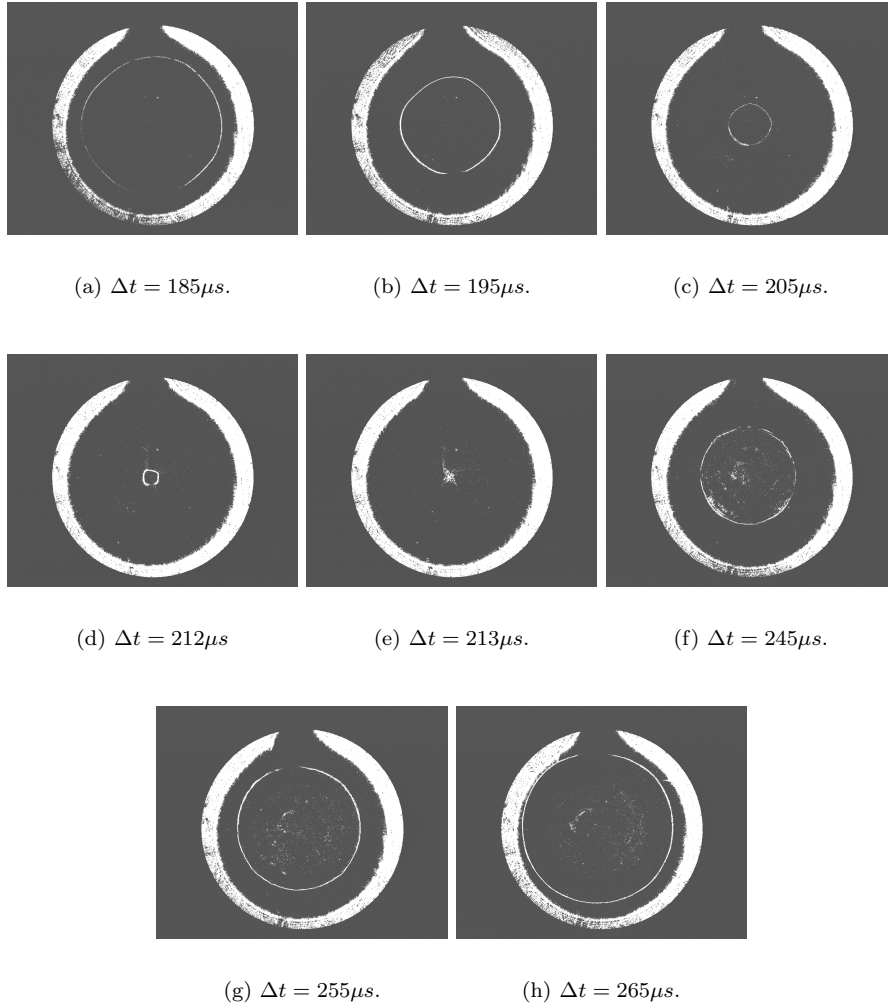 (a) Δt = 185μs.
(b) Δt = 195μs.
(c) Δt = 205μs.
(d) Δt = 212μs
(e) Δt = 213μs.
(f) Δt = 245μs.
(g) Δt = 255μs.
(h) Δt = 265μs.